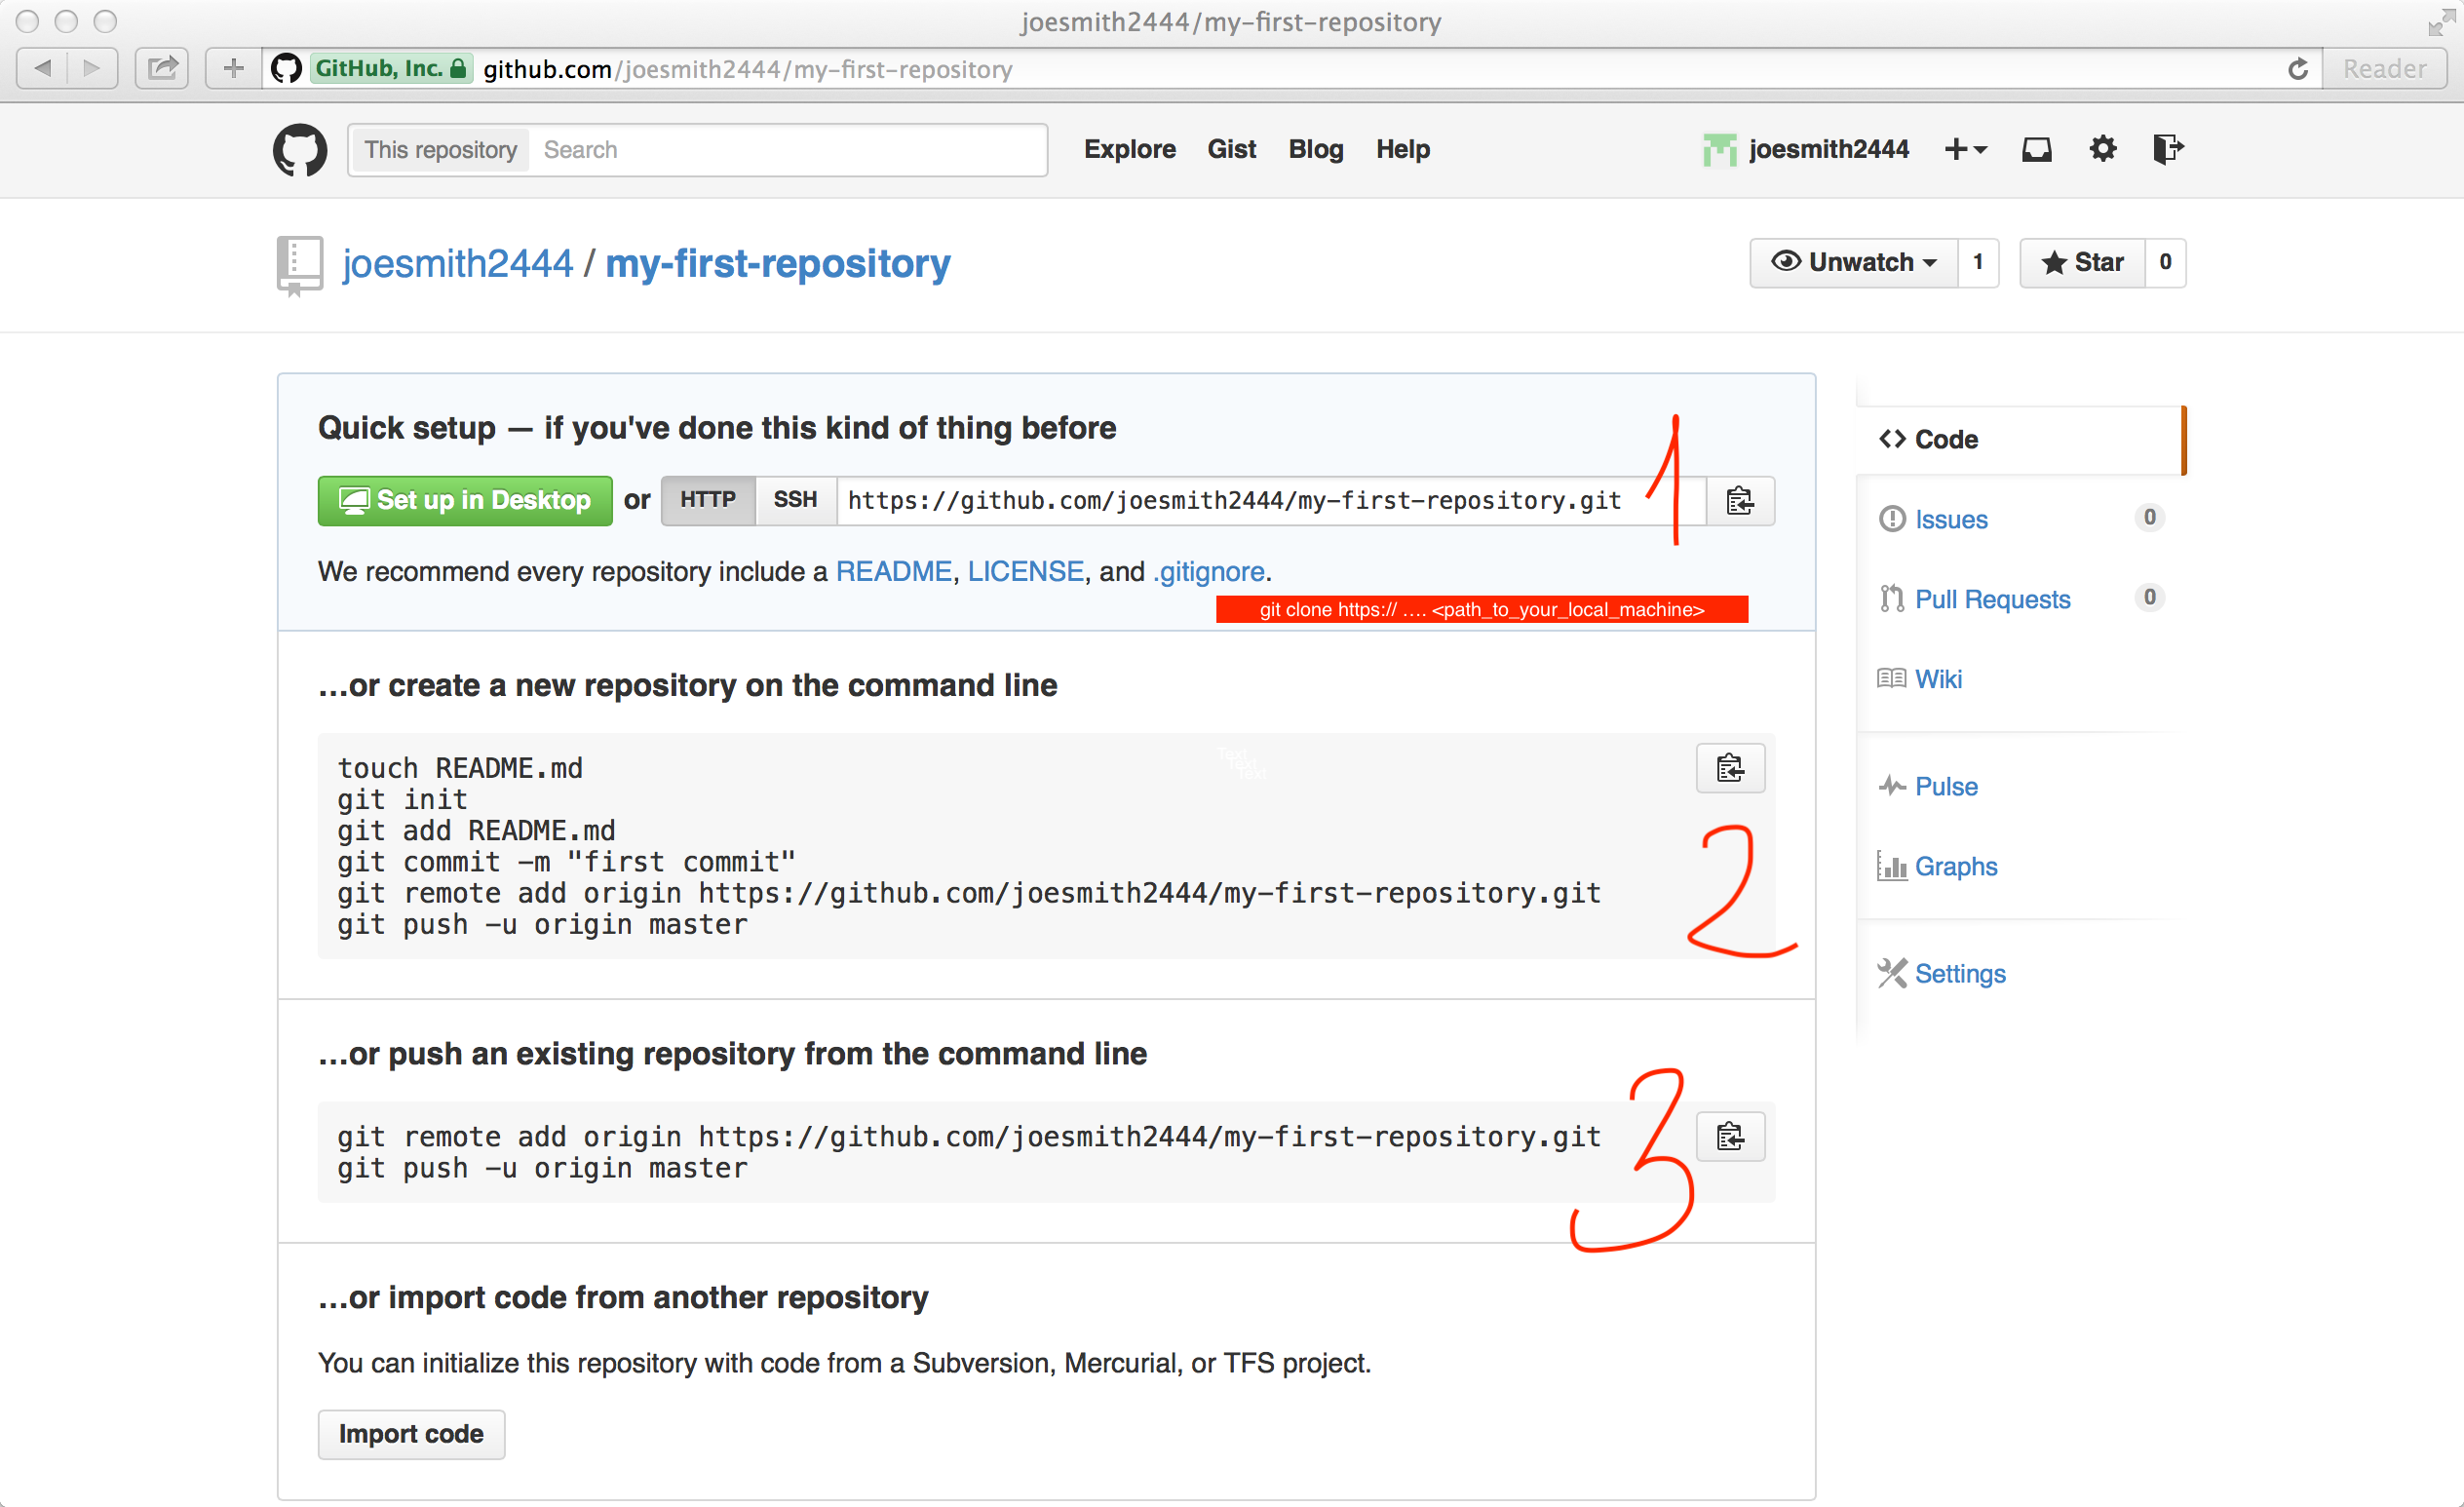 joesmith2444/my-first-repository
GitHub, Inc. github.com/joesmith2444/my-first-repository Reader
This repository Search Explore Gist Blog Help joesmith2444
joesmith2444 / my-first-repository Unwatch 1 Star 0
Quick setup — if you've done this kind of thing before
1
Set up in Desktop or HTTP SSH https://github.com/joesmith2444/my-first-repository.git
We recommend every repository include a README, LICENSE, and .gitignore.
git clone https:// .... <path_to_your_local_machine>
...or create a new repository on the command line
Text
Text
Text
touch README.md
git init
git add README.md
git commit -m "first commit"
git remote add origin https://github.com/joesmith2444/my-first-repository.git
git push -u origin master
2
...or push an existing repository from the command line
git remote add origin https://github.com/joesmith2444/my-first-repository.git
git push -u origin master
3
...or import code from another repository
You can initialize this repository with code from a Subversion, Mercurial, or TFS project.
Import code
Code
Issues 0
Pull Requests 0
Wiki
Pulse
Graphs
Settings